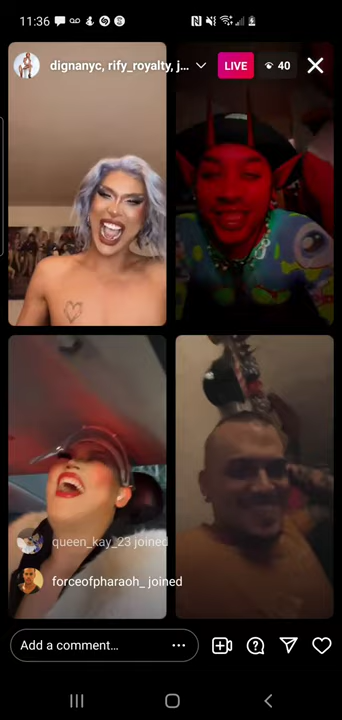 11:36
dignanyc, rify_royalty, j...
LIVE
40
queen_kay_23 joined
forceofpharaoh_ joined
Add a comment...